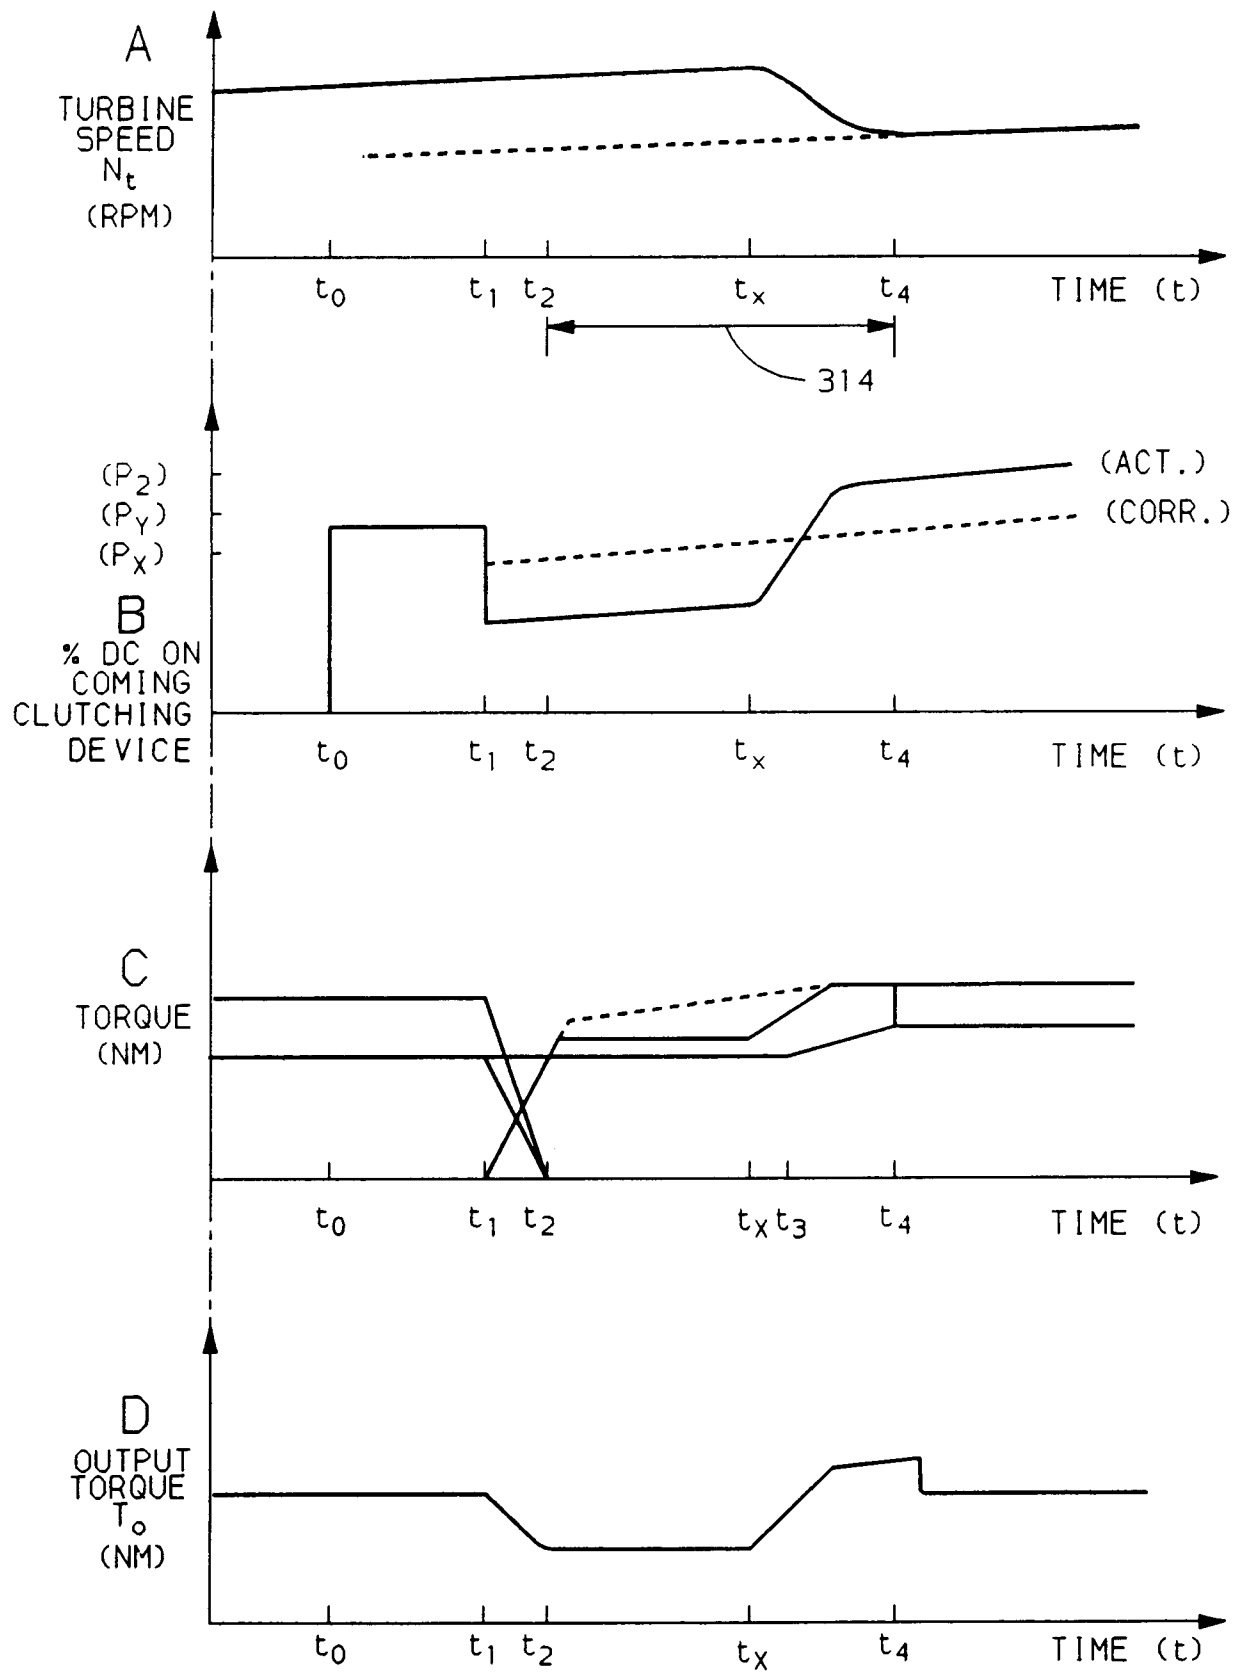 A
TURBINE
SPEED
Nt
(RPM)
t0 t1 t2 tx t4 TIME (t)
314
(P2)
(PY)
(PX)
(ACT.)
(CORR.)
B
% DC ON
COMING
CLUTCHING
DEVICE
t0 t1 t2 tx t4 TIME (t)
C
TORQUE
(NM)
t0 t1 t2 tX t3 t4 TIME (t)
D
OUTPUT
TORQUE
To
(NM)
t0 t1 t2 tX t4 TIME (t)